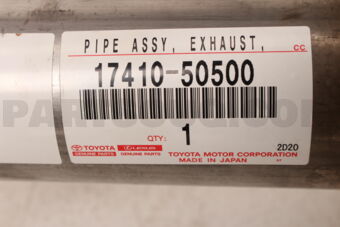 PIPE ASSY, EXHAUST,
CC
17410-50500
QTY:
1
2D20
TOYOTA
LEXUS
GENUINE PARTS
GENUINE PARTS
TOYOTA MOTOR CORPORATION
MADE IN JAPAN